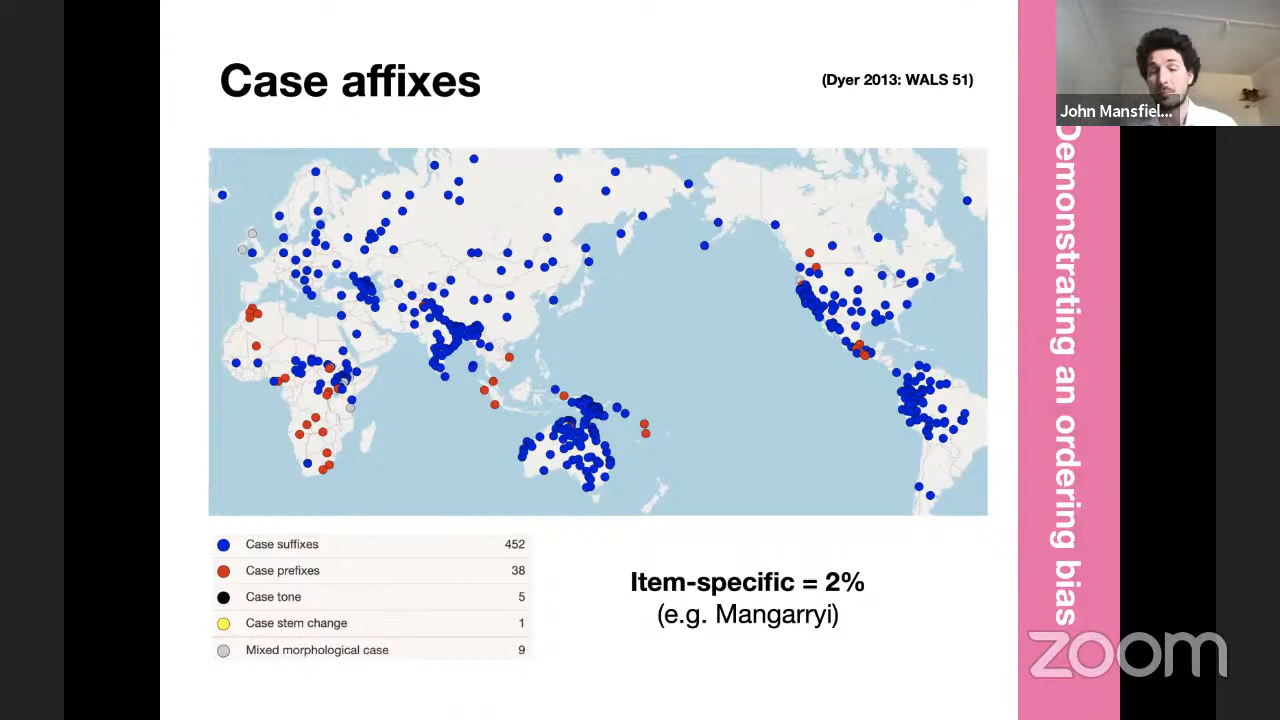 Case affixes
(Dyer 2013: WALS 51)
John Mansfiel...
Demonstrating an ordering bias
Case suffixes 452
Case prefixes 38
Case tone 5
Case stem change 1
Mixed morphological case 9
Item-specific = 2%
(e.g. Mangarryi)
zoom